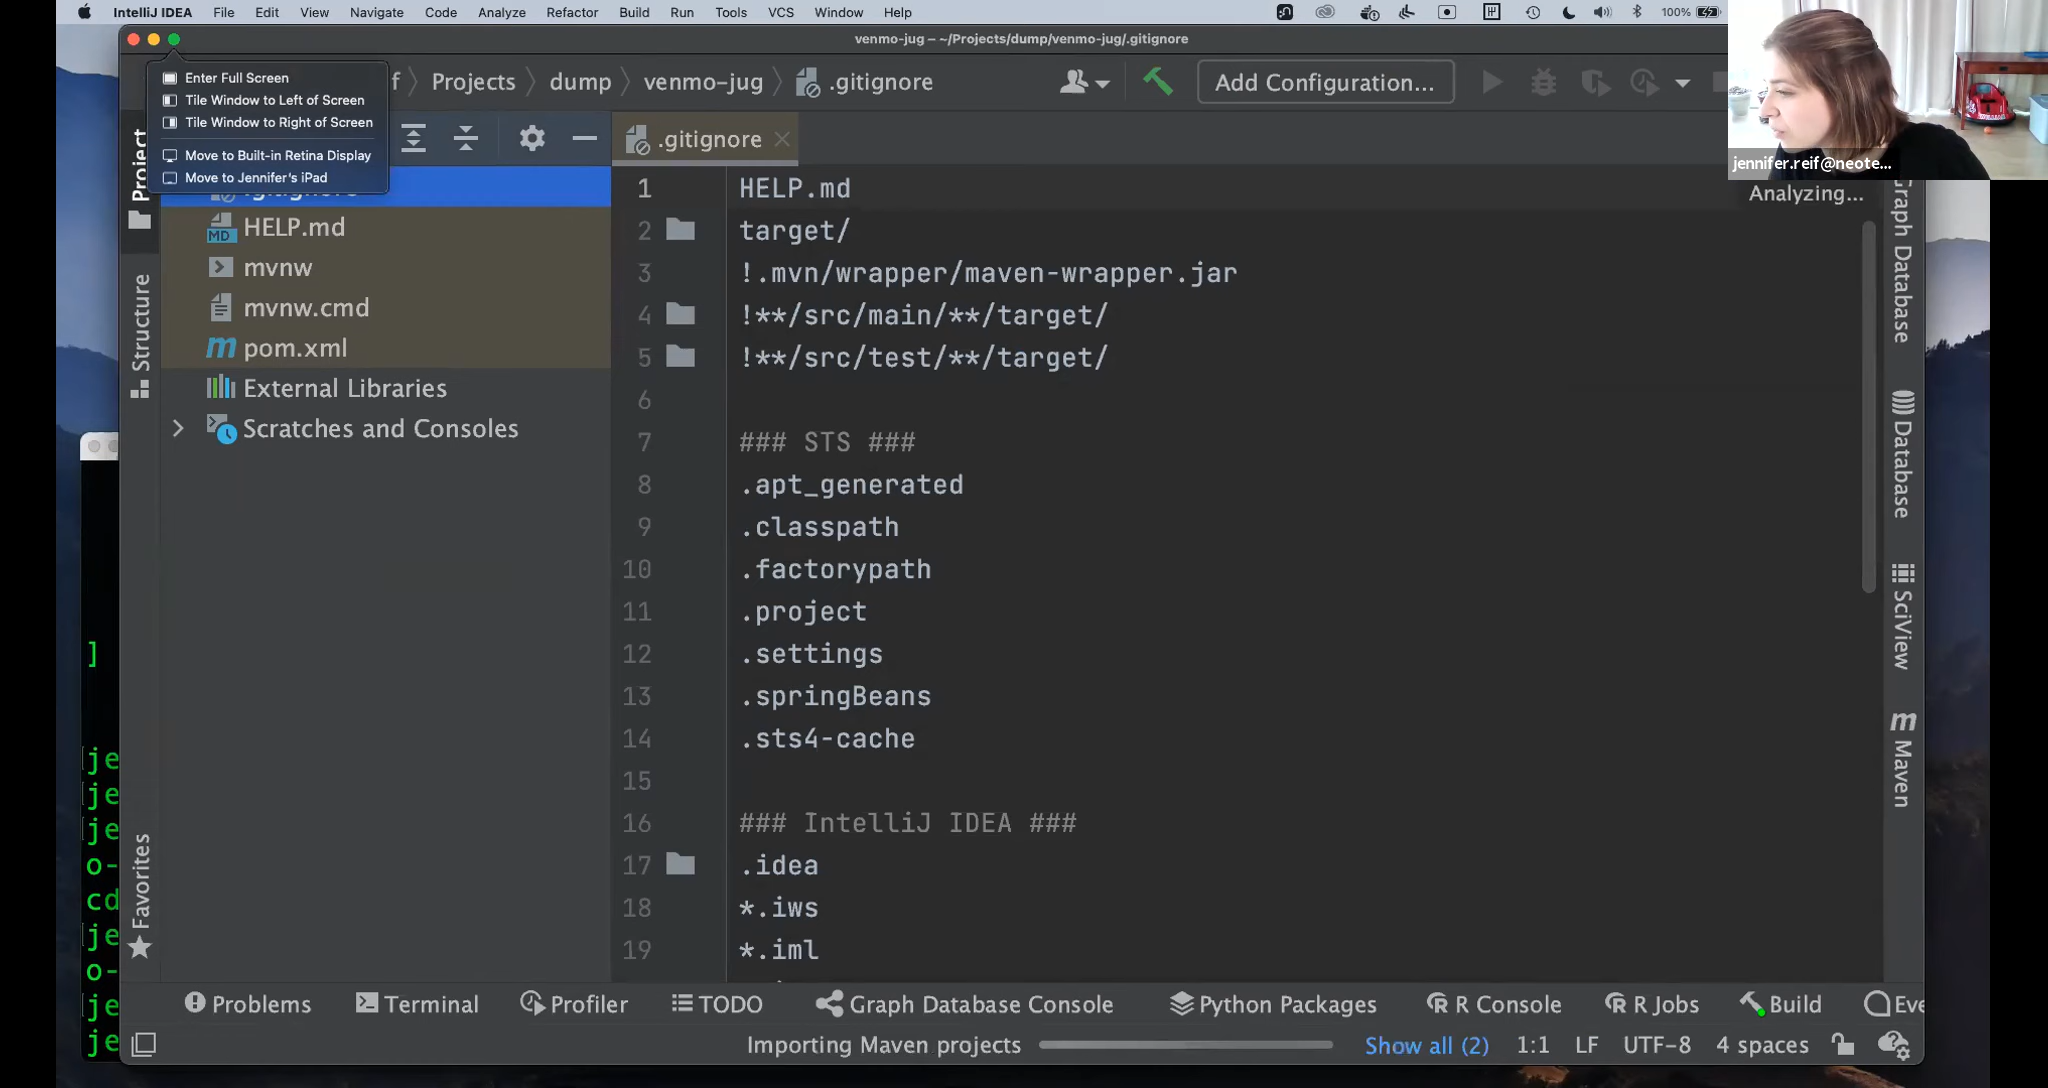 IntelliJ IDEA File Edit View Navigate Code Analyze Refactor Build Run Tools VCS Window Help 100%
venmo-jug – ~/Projects/dump/venmo-jug/.gitignore
Enter Full Screen
Tile Window to Left of Screen
Tile Window to Right of Screen
Move to Built-in Retina Display
Move to Jennifer's iPad
f Projects dump venmo-jug .gitignore Add Configuration...
jennifer.reif@neote...
Project
Structure
Favorites
HELP.md
mvnw
mvnw.cmd
pom.xml
External Libraries
Scratches and Consoles
.gitignore
Analyzing...
1 HELP.md
2 target/
3 !.mvn/wrapper/maven-wrapper.jar
4 !**/src/main/**/target/
5 !**/src/test/**/target/
6
7 ### STS ###
8 .apt_generated
9 .classpath
10 .factorypath
11 .project
12 .settings
13 .springBeans
14 .sts4-cache
15
16 ### IntelliJ IDEA ###
17 .idea
18 *.iws
19 *.iml
Graph Database
Database
SciView
Maven
]
je
je
je
o-
cd
je
o-
je
je
Problems Terminal Profiler TODO Graph Database Console Python Packages R Console R Jobs Build Eve
Importing Maven projects Show all (2) 1:1 LF UTF-8 4 spaces